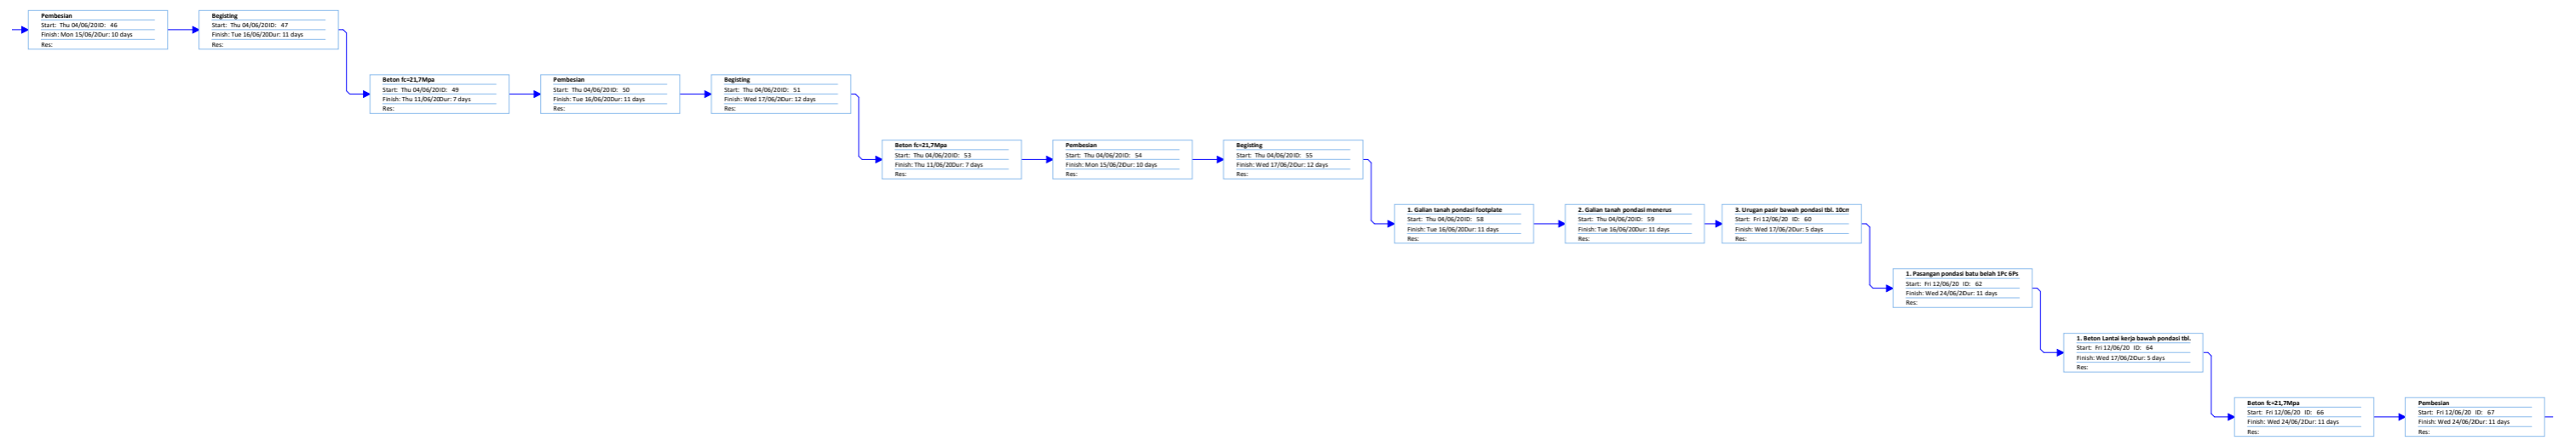 Pembesian
Start: Thu 04/06/20 ID: 46
Finish: Mon 15/06/20 Dur: 10 days
Res:
Begisting
Start: Thu 04/06/20 ID: 47
Finish: Tue 16/06/20 Dur: 11 days
Res:
Beton fc=21,7Mpa
Start: Thu 04/06/20 ID: 49
Finish: Thu 11/06/20 Dur: 7 days
Res:
Pembesian
Start: Thu 04/06/20 ID: 50
Finish: Tue 16/06/20 Dur: 11 days
Res:
Begisting
Start: Thu 04/06/20 ID: 51
Finish: Wed 17/06/20 Dur: 12 days
Res:
Beton fc=21,7Mpa
Start: Thu 04/06/20 ID: 53
Finish: Thu 11/06/20 Dur: 7 days
Res:
Pembesian
Start: Thu 04/06/20 ID: 54
Finish: Mon 15/06/20 Dur: 10 days
Res:
Begisting
Start: Thu 04/06/20 ID: 55
Finish: Wed 17/06/20 Dur: 12 days
Res:
1. Galian tanah pondasi footplate
Start: Thu 04/06/20 ID: 58
Finish: Tue 16/06/20 Dur: 11 days
Res:
2. Galian tanah pondasi menerus
Start: Thu 04/06/20 ID: 59
Finish: Tue 16/06/20 Dur: 11 days
Res:
3. Urugan pasir bawah pondasi tbl. 10cm
Start: Fri 12/06/20 ID: 60
Finish: Wed 17/06/20 Dur: 5 days
Res:
1. Pasangan pondasi batu belah 1Pc 6Ps
Start: Fri 12/06/20 ID: 62
Finish: Wed 24/06/20 Dur: 11 days
Res:
1. Beton Lantai kerja bawah pondasi tbl.
Start: Fri 12/06/20 ID: 64
Finish: Wed 17/06/20 Dur: 5 days
Res:
Beton fc=21,7Mpa
Start: Fri 12/06/20 ID: 66
Finish: Wed 24/06/20 Dur: 11 days
Res:
Pembesian
Start: Fri 12/06/20 ID: 67
Finish: Wed 24/06/20 Dur: 11 days
Res: